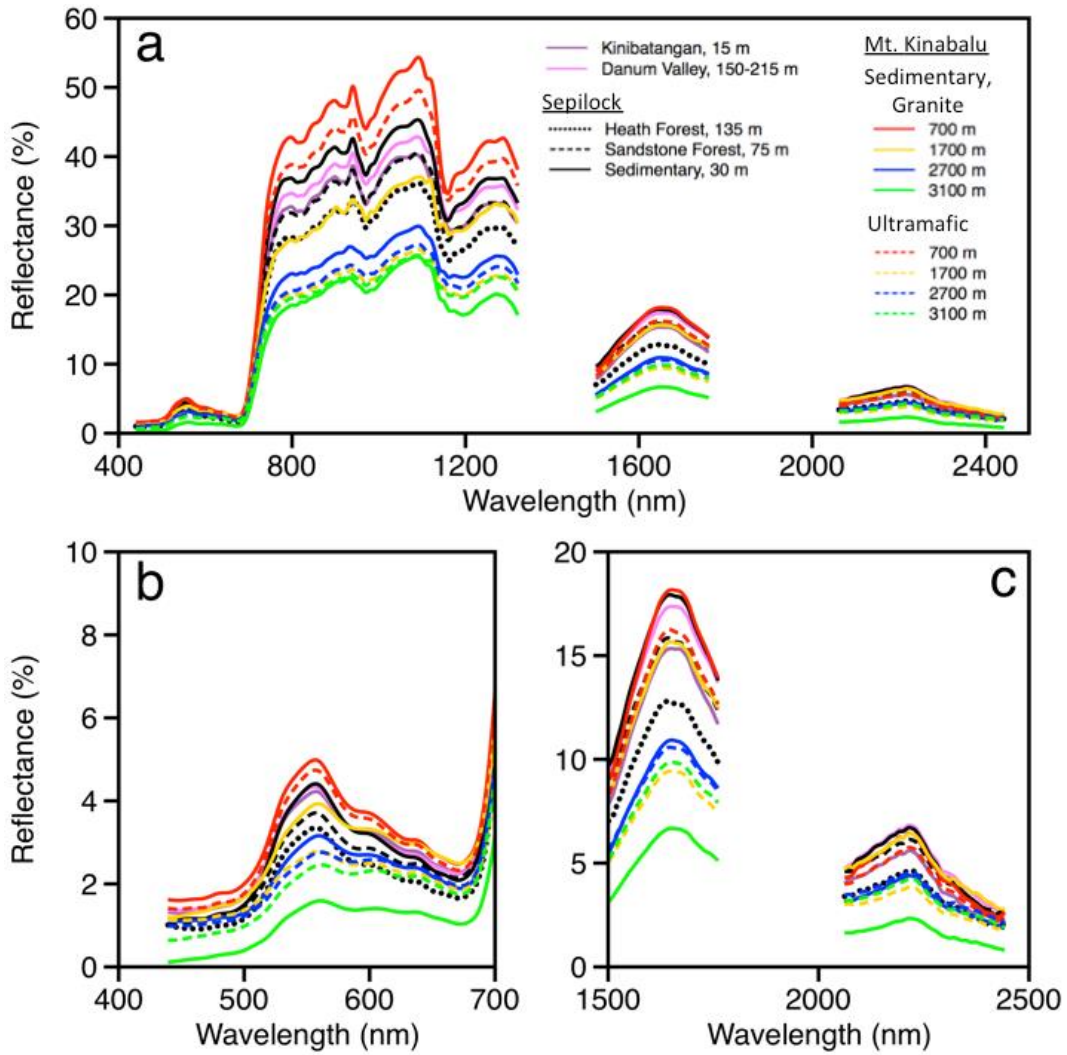 a
60
50
40
30
20
10
0
Reflectance (%)
400 800 1200 1600 2000 2400
Wavelength (nm)
Kinibatangan, 15 m
Danum Valley, 150-215 m
Sepilock
Heath Forest, 135 m
Sandstone Forest, 75 m
Sedimentary, 30 m
Mt. Kinabalu
Sedimentary,
Granite
700 m
1700 m
2700 m
3100 m
Ultramafic
700 m
1700 m
2700 m
3100 m
b
10
8
6
4
2
0
Reflectance (%)
400 500 600 700
Wavelength (nm)
c
20
15
10
5
0
1500 2000 2500
Wavelength (nm)